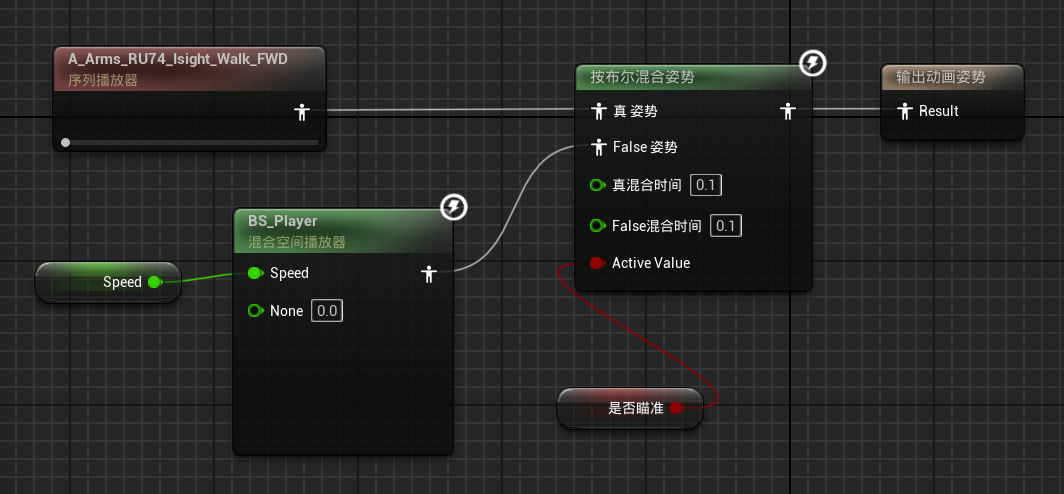 A_Arms_RU74_Isight_Walk_FWD
序列播放器
按布尔混合姿势
真 姿势
False 姿势
真混合时间 0.1
False混合时间 0.1
Active Value
输出动画姿势
Result
BS_Player
混合空间播放器
Speed
None 0.0
Speed
是否瞄准